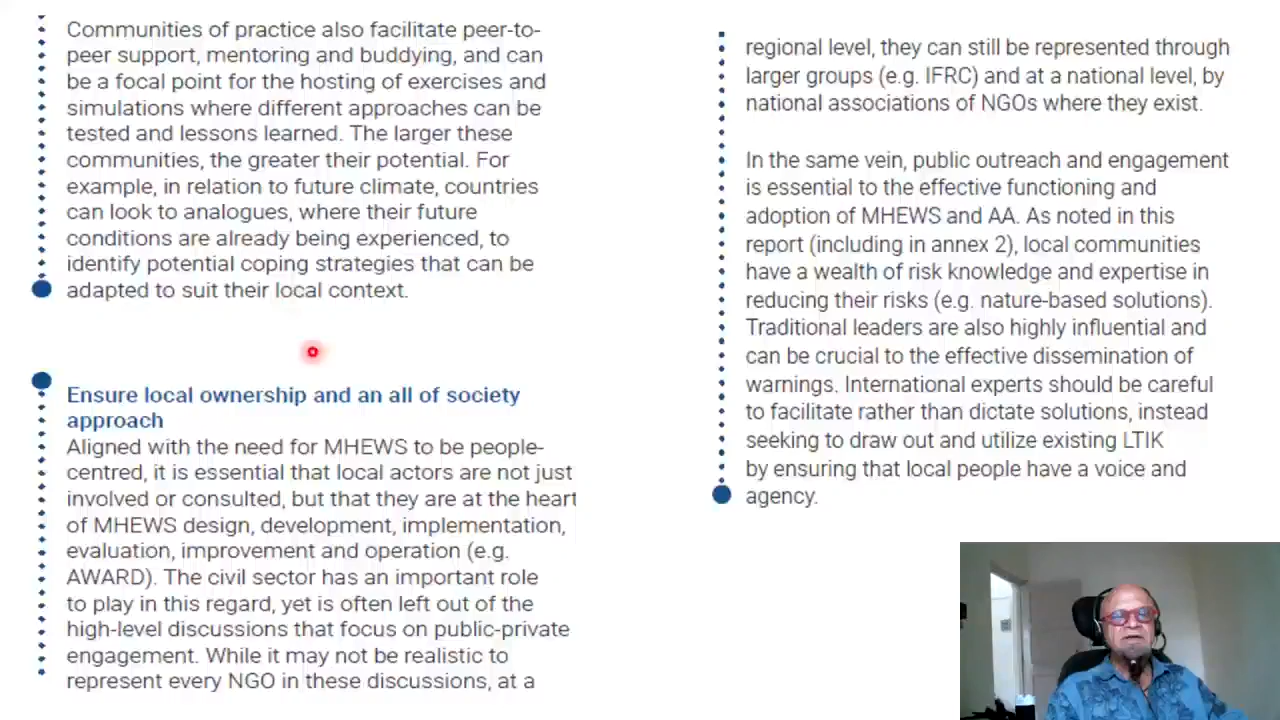 Communities of practice also facilitate peer-to-
peer support, mentoring and buddying, and can
be a focal point for the hosting of exercises and
simulations where different approaches can be
tested and lessons learned. The larger these
communities, the greater their potential. For
example, in relation to future climate, countries
can look to analogues, where their future
conditions are already being experienced, to
identify potential coping strategies that can be
adapted to suit their local context.
Ensure local ownership and an all of society
approach
Aligned with the need for MHEWS to be people-
centred, it is essential that local actors are not just
involved or consulted, but that they are at the heart
of MHEWS design, development, implementation,
evaluation, improvement and operation (e.g.
AWARD). The civil sector has an important role
to play in this regard, yet is often left out of the
high-level discussions that focus on public-private
engagement. While it may not be realistic to
represent every NGO in these discussions, at a
regional level, they can still be represented through
larger groups (e.g. IFRC) and at a national level, by
national associations of NGOs where they exist.
In the same vein, public outreach and engagement
is essential to the effective functioning and
adoption of MHEWS and AA. As noted in this
report (including in annex 2), local communities
have a wealth of risk knowledge and expertise in
reducing their risks (e.g. nature-based solutions).
Traditional leaders are also highly influential and
can be crucial to the effective dissemination of
warnings. International experts should be careful
to facilitate rather than dictate solutions, instead
seeking to draw out and utilize existing LTIK
by ensuring that local people have a voice and
agency.